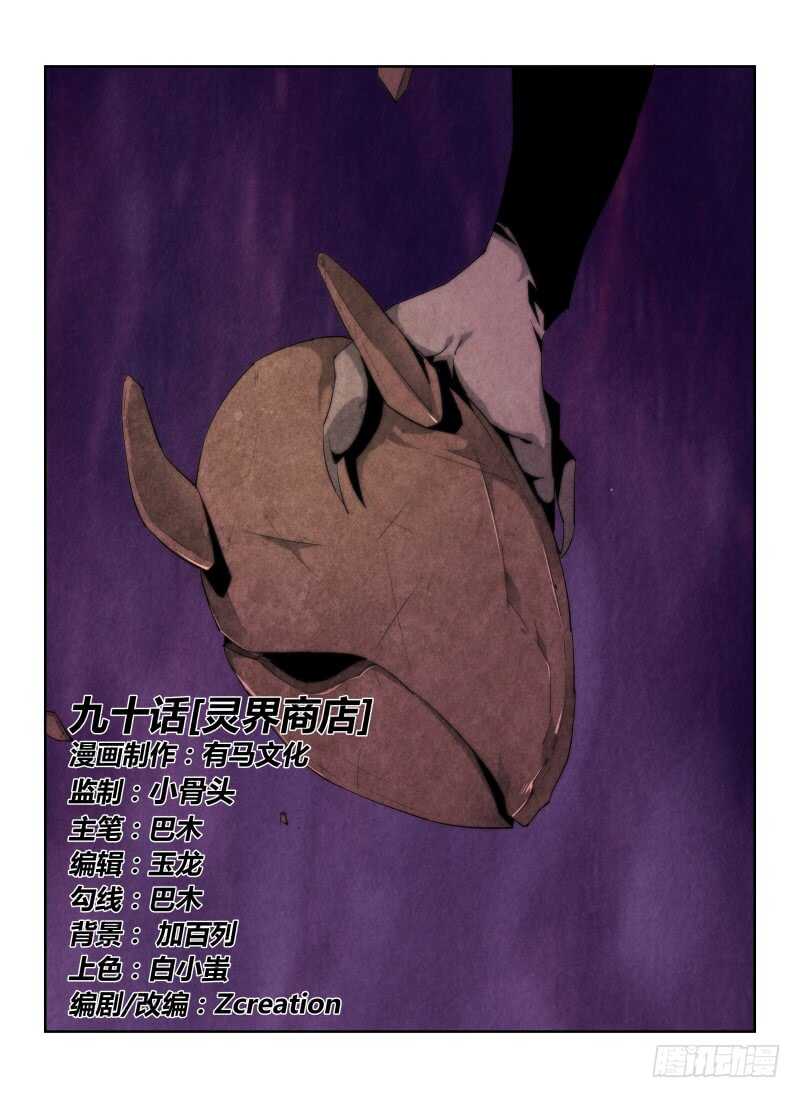 九十话[灵界商店]
漫画制作：有马文化
监制：小骨头
主笔：巴木
编辑：玉龙
勾线：巴木
背景： 加百列
上色：白小蚩
编剧/改编：Zcreation
腾讯动漫